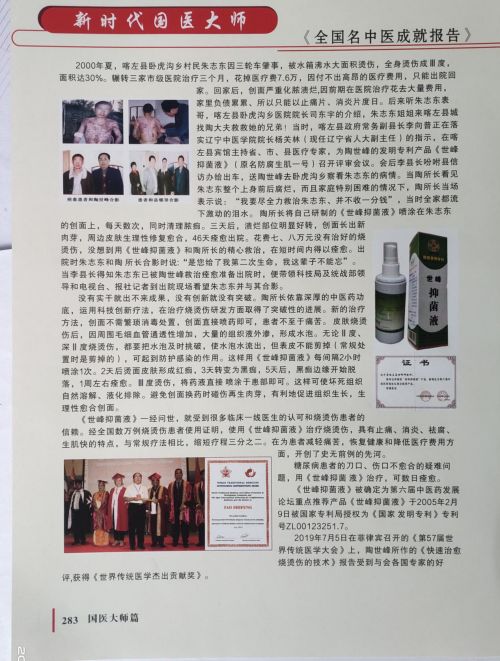 新时代国医大师
《全国名中医成就报告》
2000年夏，喀左县卧虎沟乡村民朱志东因三轮车肇事，被水箱沸水大面积烫伤，全身烫伤成Ⅲ度，
面积达30%。辗转三家市级医院治疗三个月，花掉医疗费7.6万，因付不出高昂的医疗费用，只能出院回
家。回家后，创面严重化脓溃烂，因前期在医院治疗花去大量费用，
家里负债累累、所以只能以止痛片、消炎片度日。后来听朱志东表
哥，喀左县卧虎沟乡医院院长司东宇的介绍，朱志东姐姐来喀左县城
找陶大夫救救她的兄弟！当时，喀左县政府常务副县长李向普正在落
实辽宁中医学院院长杨关林（现任辽宁省人大副主任）的指示，在喀
左县宾馆主持省、市、县医疗专家，为陶世峰的发明专利产品《世峰
抑菌液》（原名防腐生肌一号）召开评审会议。会后李县长吩咐县信
访办给出车，送陶世峰去卧虎沟乡察看朱志东的病情。当陶所长看见
朱志东整个上身前后腐烂，而且家庭特别困难的情况下，陶所长当场
表示说：“我要尽全力救治朱志东、并不收一分钱”，当时全家都流
下激动的泪水。陶所长将自己研制的《世峰抑菌液》喷涂在朱志东
的创面上，每天数次，同时清理脓痂。三天后，溃烂部位明显好转，创面长出新
肉芽，周边皮肤生理性修复愈合，46天痊愈出院。花费七、八万元没有治好的烧
烫伤，没想到用《世峰抑菌液》和陶所长的精心救治，在短时间内得以痊愈。出
院时朱志东和陶 所长合影时说：“是您给了我第二次生命，我这辈子不能忘”。
当李县长得知朱志东已被陶世峰救治痊愈准备出院时，便带领科技局及统战部领
导和电视台、报社记者到出院现场看望朱志东并与其合影。
没有实干就出不来成果，没有创新就没有突破。陶所长依靠深厚的中医药功
底，运用科技创新疗法，在治疗烧烫伤研发方面取得了突破性的进展。新的治疗
方法，创面不需繁琐消毒处置，创面直接喷药即可，患者不至于痛苦。皮肤烧烫
伤后，因周围毛细血管通透性增加，大量的组织液外渗，形成水泡。无论Ⅱ度、
深Ⅱ度烧烫伤，都要把水泡及时挑破，使水泡水流出，但表皮不能剪掉（常规处
置时是剪掉的），可起到防护感染的作用。这样用《世峰抑菌液》每间隔2小时
喷涂1次。2天后烫面皮肤形成红痂，3天转变为黑痂，5天后，黑痂边缘开始脱
落，1周左右痊愈。Ⅲ度烫伤，将药液直接 喷涂于患部即可。这样可使坏死组织
自然溶解、液化排除。避免创面换药时碰伤再生肉芽，有利地促进组织生长，生
理性愈合创面。
《世峰抑菌液》一经问世，就受到很多临床一线医生的认可和烧烫伤患者的
信赖。经全国数万例烧烫伤患者使用证明，使用《世峰抑菌液》治疗烧烫伤，具有止痛、消炎、祛腐、
生肌快的特点，与常规疗法相比，缩短疗程三分之二。在为患者减轻痛苦，恢复健康和降低医疗费用方
面，开创了史无前例的先河。
糖尿病患者的刀口、伤口不愈合的疑难问
题，用《世峰抑菌液》治疗，可数日痊愈。
《世峰抑菌液》被确定为第六届中医药发展
论坛重点推荐产品《世峰抑菌液》于2005年2月
9日被国家专利局授权为《国家发明专利》专利
号ZL00123251.7。
2019年7月5日在菲律宾召开的《第57届世
界传统医学大会》上，陶世峰所作的《快速治愈
烧烫伤的技术》报告受到与会各国专家的好
评，获得《世界传统医学杰出贡献奖》。
世峰
抑菌液
证书
TAO SHIFENG
283 国医大师篇